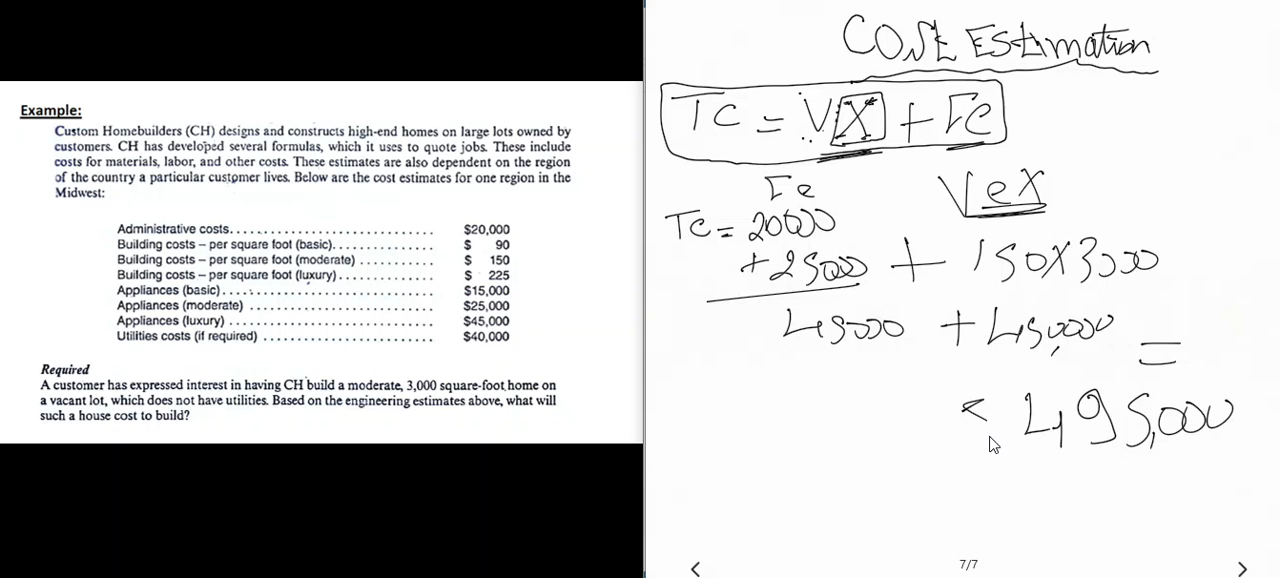 Example:
Custom Homebuilders (CH) designs and constructs high-end homes on large lots owned by
customers. CH has developed several formulas, which it uses to quote jobs. These include
costs for materials, labor, and other costs. These estimates are also dependent on the region
of the country a particular customer lives. Below are the cost estimates for one region in the
Midwest:
Administrative costs. . . . . . . . . . . . . . . . . . . . . . . . . . . . . . . . . . $20,000
Building costs – per square foot (basic). . . . . . . . . . . . . . $ 90
Building costs – per square foot (moderate) . . . . . . . . . . . $ 150
Building costs – per square foot (luxury) . . . . . . . . . . . . . . $ 225
Appliances (basic) . . . . . . . . . . . . . . . . . . . . . . . . . . . . . . $15,000
Appliances (moderate) . . . . . . . . . . . . . . . . . . . . . . . . . . $25,000
Appliances (luxury) . . . . . . . . . . . . . . . . . . . . . . . . . . . . . $45,000
Utilities costs (if required) . . . . . . . . . . . . . . . . . . . . . . . . $40,000
Required
A customer has expressed interest in having CH build a moderate, 3,000 square-foot home on
a vacant lot, which does not have utilities. Based on the engineering estimates above, what will
such a house cost to build?
COST Estimation
TC = VX + Fc
Fc VcX
TC = 20000
+25000 + 150X3000
45000 + 450,000 =
495,000
7/7